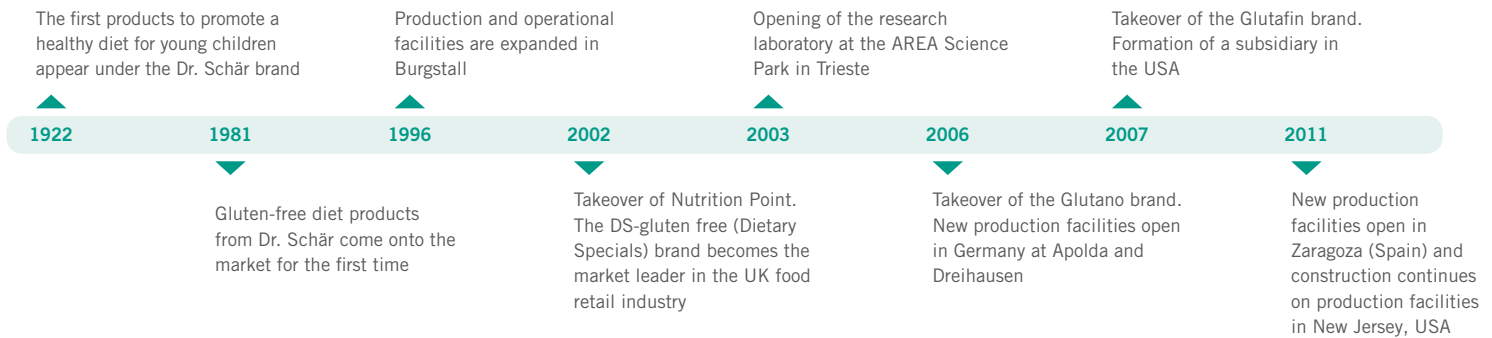 The first products to promote a
healthy diet for young children
appear under the Dr. Schär brand
Production and operational
facilities are expanded in
Burgstall
Opening of the research
laboratory at the AREA Science
Park in Trieste
Takeover of the Glutafin brand.
Formation of a subsidiary in
the USA
1922 1981 1996 2002 2003 2006 2007 2011
Gluten-free diet products
from Dr. Schär come onto the
market for the first time
Takeover of Nutrition Point.
The DS-gluten free (Dietary
Specials) brand becomes the
market leader in the UK food
retail industry
Takeover of the Glutano brand.
New production facilities open
in Germany at Apolda and
Dreihausen
New production
facilities open in
Zaragoza (Spain) and
construction continues
on production facilities
in New Jersey, USA